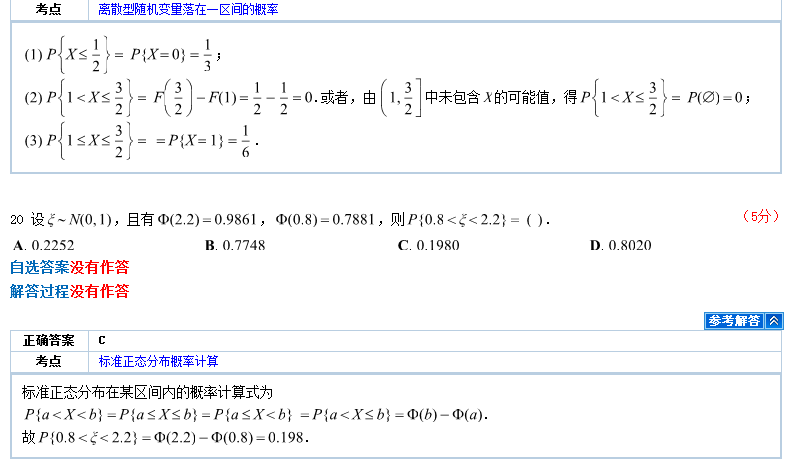 考点 离散型随机变量落在一区间的概率
(1) P{X≤1/2}= P{X=0}=1/3；
(2) P{1<X≤3/2}= F(3/2)−F(1)=1/2−1/2=0.或者，由(1,3/2]中未包含X的可能值，得P{1<X≤3/2}= P(∅)=0；
(3) P{1≤X≤3/2}= =P{X=1}=1/6.
20 设ξ~N(0,1)，且有Φ(2.2)=0.9861，Φ(0.8)=0.7881，则P{0.8<ξ<2.2}= ( ). （5分）
A. 0.2252 B. 0.7748 C. 0.1980 D. 0.8020
自选答案没有作答
解答过程没有作答
参考解答
正确答案 C
考点 标准正态分布概率计算
标准正态分布在某区间内的概率计算式为
P{a<X<b}=P{a≤X≤b}=P{a≤X<b} =P{a<X≤b}=Φ(b)−Φ(a).
故P{0.8<ξ<2.2}=Φ(2.2)−Φ(0.8)=0.198.